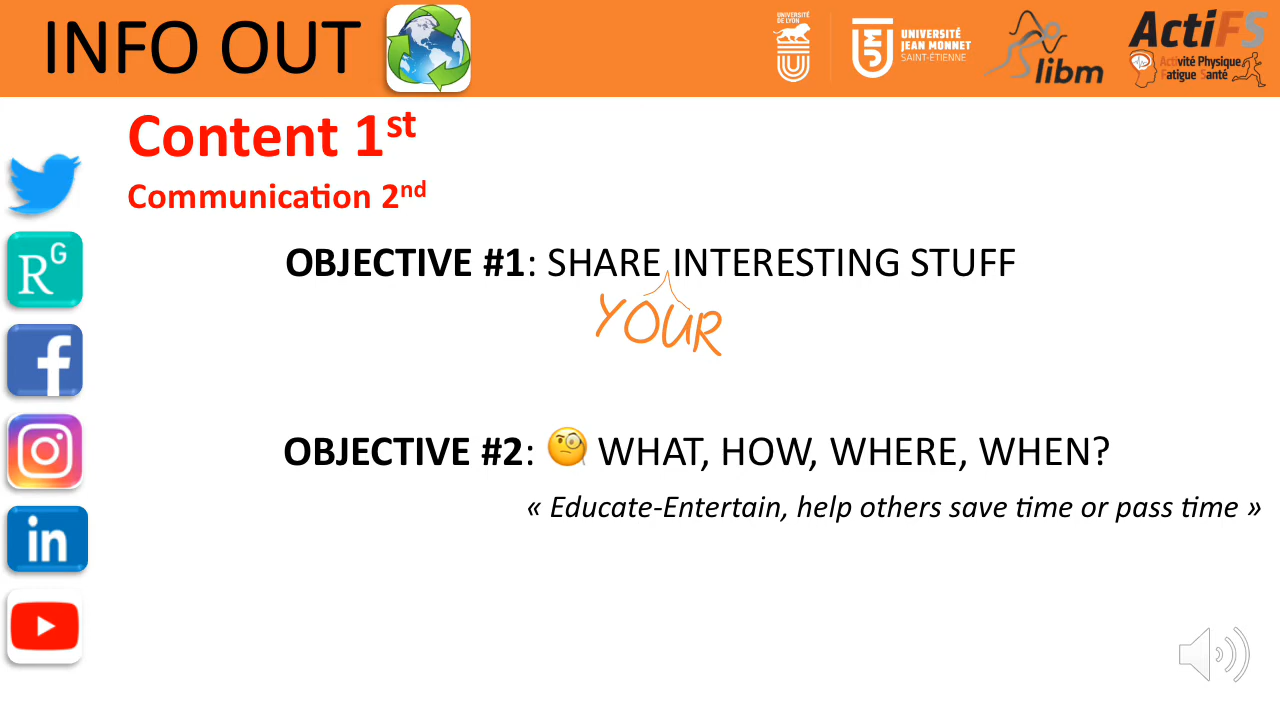 INFO OUT
UNIVERSITÉ
DE LYON
UNIVERSITÉ
JEAN MONNET
SAINT-ÉTIENNE
libm
ActiFS
Activité Physique
Fatigue Santé
Content 1st
Communication 2nd
OBJECTIVE #1: SHARE INTERESTING STUFF
YOUR
RG
f
OBJECTIVE #2: 🧐 WHAT, HOW, WHERE, WHEN?
« Educate-Entertain, help others save time or pass time »
in